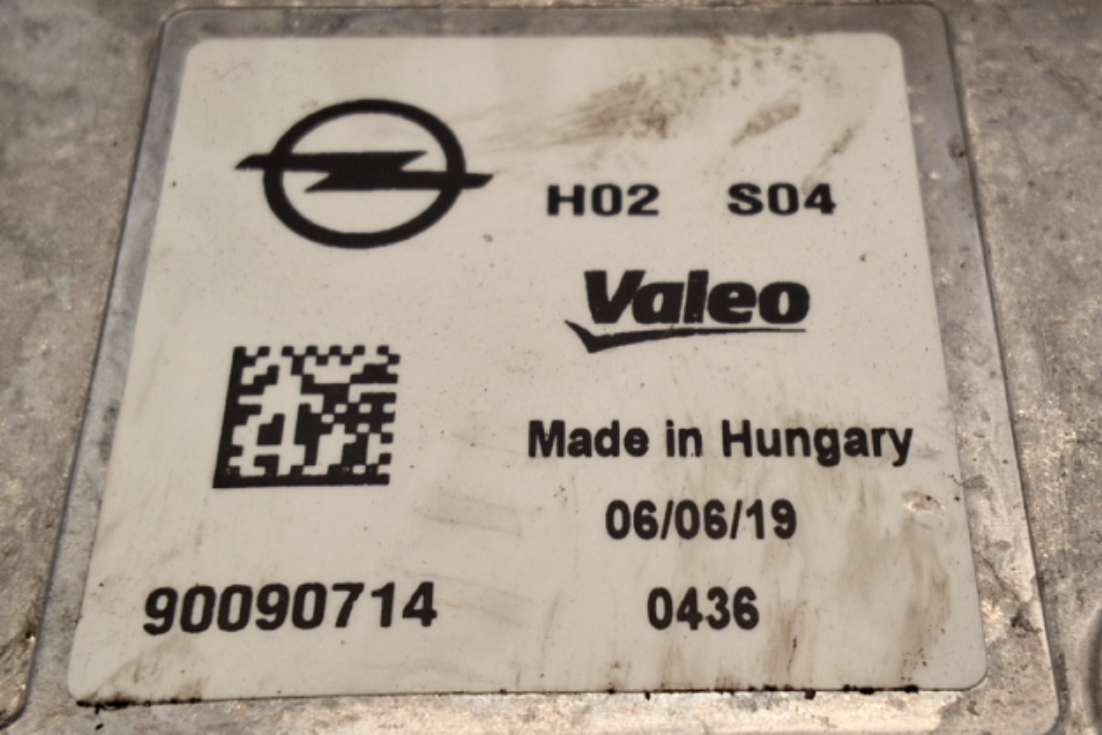 H02 S04
Valeo
Made in Hungary
06/06/19
90090714 0436